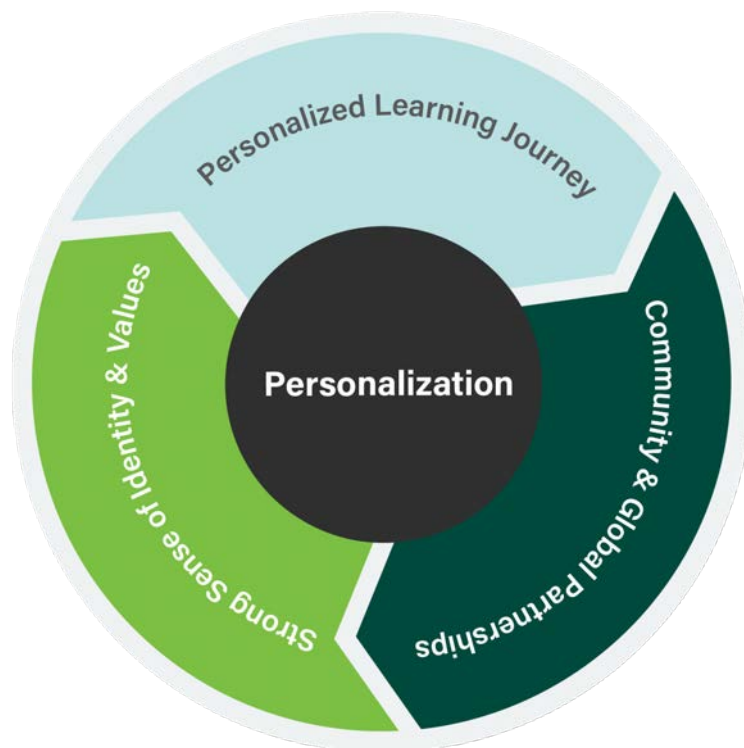 Personalized Learning Journey
Community & Global Partnerships
Strong Sense of Identity & Values
Personalization